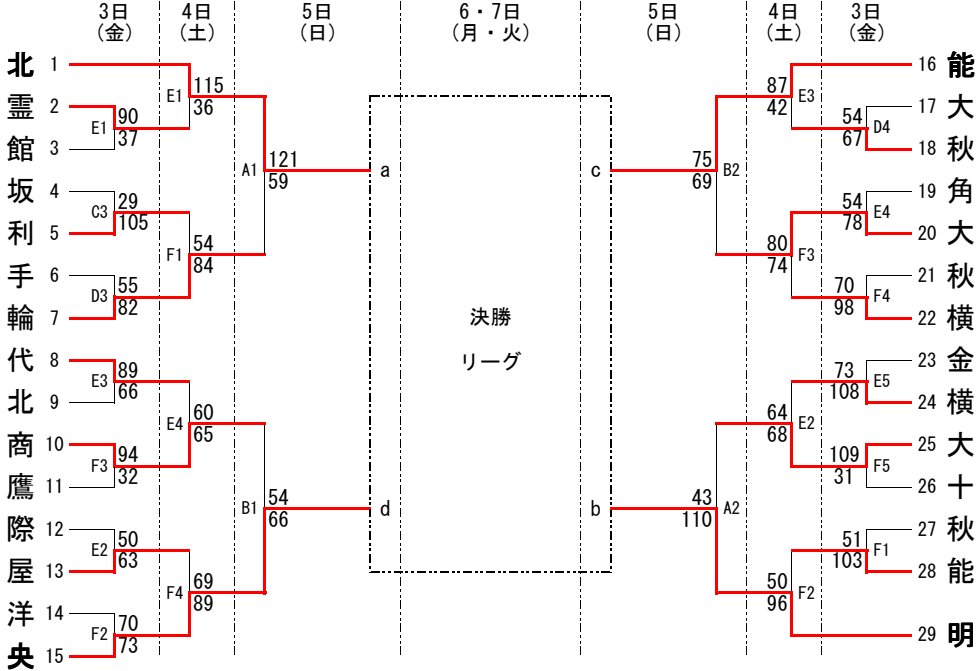 3日 4日 5日 6・7日 5日 4日 3日
(金) (土) (日) (月・火) (日) (土) (金)
北 1
霊 2
館 3
坂 4
利 5
手 6
輪 7
代 8
北 9
商 10
鷹 11
際 12
屋 13
洋 14
央 15
E1 90 37
C3 29 105
D3 55 82
E3 89 66
F3 94 32
E2 50 63
F2 70 73
E1 115 36
F1 54 84
E4 60 65
F4 69 89
A1 121 59
B1 54 66
a
d
決勝
リーグ
c
b
75 69 B2
43 110 A2
87 42 E3
80 74 F3
64 68 E2
50 96 F2
54 67 D4
54 78 E4
70 98 F4
73 108 E5
109 31 F5
51 103 F1
16 能
17 大
18 秋
19 角
20 大
21 秋
22 横
23 金
24 横
25 大
26 十
27 秋
28 能
29 明